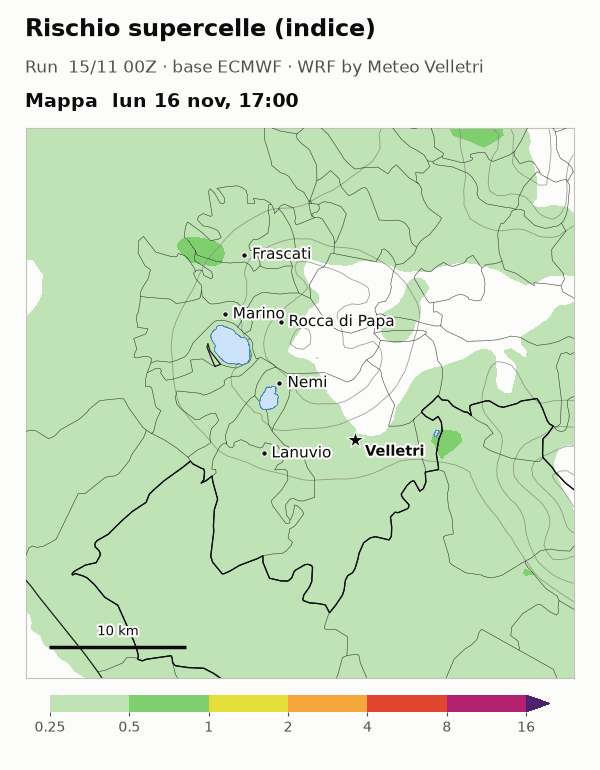 Rischio supercelle (indice)
Run  15/11 00Z · base ECMWF · WRF by Meteo Velletri
Mappa  lun 16 nov, 17:00
Frascati
Marino
Rocca di Papa
Nemi
Velletri
Lanuvio
10 km
0.25 0.5 1 2 4 8 16